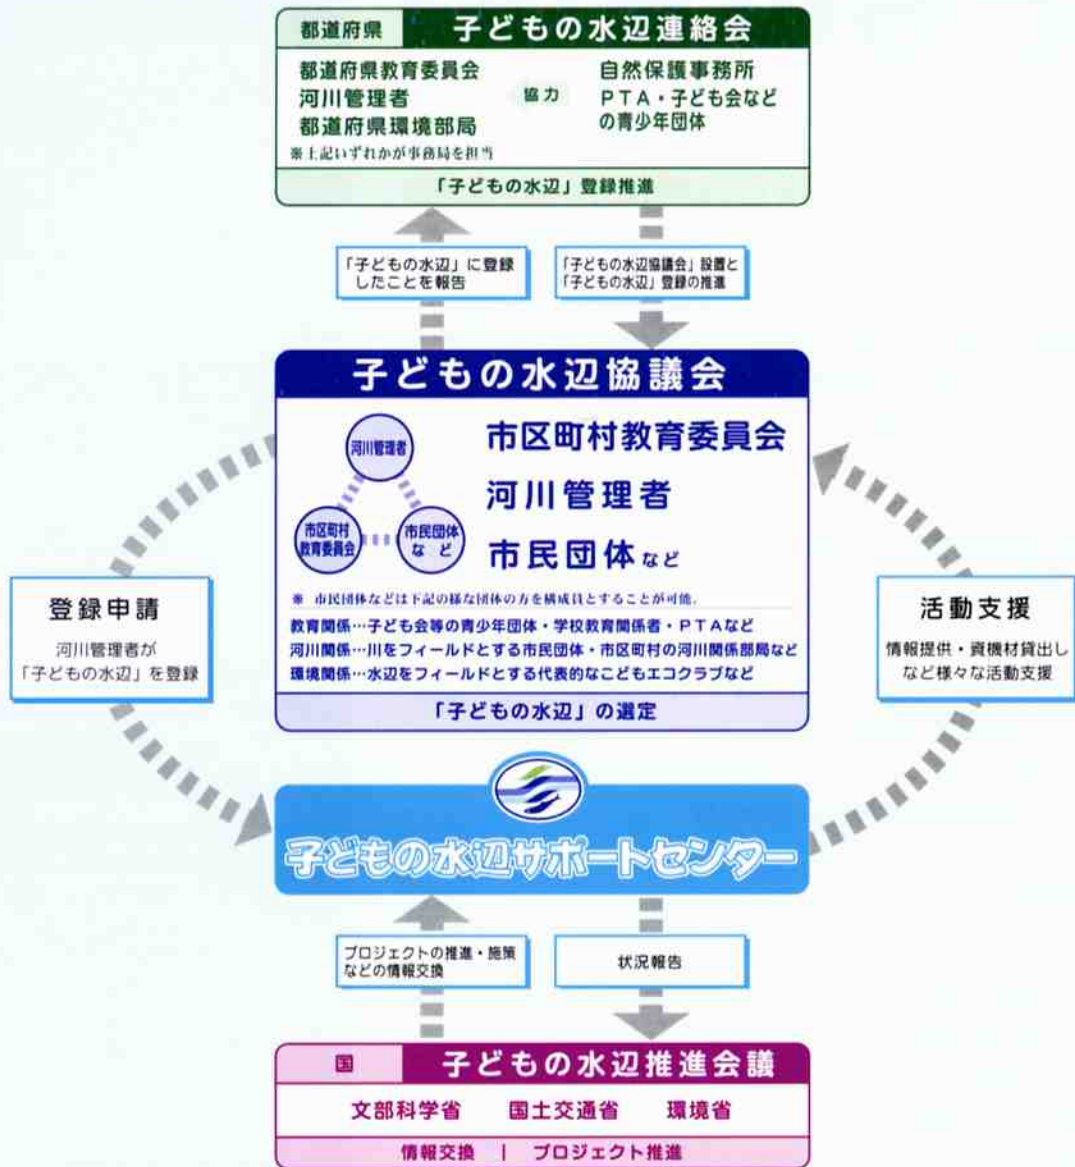 都道府県 子どもの水辺連絡会
都道府県教育委員会
河川管理者
都道府県環境部局
※上記いずれかが事務局を担当
協力
自然保護事務所
PTA・子ども会など
の青少年団体
「子どもの水辺」登録推進
「子どもの水辺」に登録
したことを報告
「子どもの水辺協議会」設置と
「子どもの水辺」登録の推進
子どもの水辺協議会
河川管理者
市区町村
教育委員会
市民団体
など
市区町村教育委員会
河川管理者
市民団体など
※ 市民団体などは下記の様な団体の方を構成員とすることが可能.
教育関係…子ども会等の青少年団体・学校教育関係者・PTAなど
河川関係…川をフィールドとする市民団体・市区町村の河川関係部局など
環境関係…水辺をフィールドとする代表的なこどもエコクラブなど
「子どもの水辺」の選定
登録申請
河川管理者が
「子どもの水辺」を登録
活動支援
情報提供・資機材貸出し
など様々な活動支援
子どもの水辺サポートセンター
プロジェクトの推進・施策
などの情報交換
状況報告
国 子どもの水辺推進会議
文部科学省 国土交通省 環境省
情報交換 | プロジェクト推進